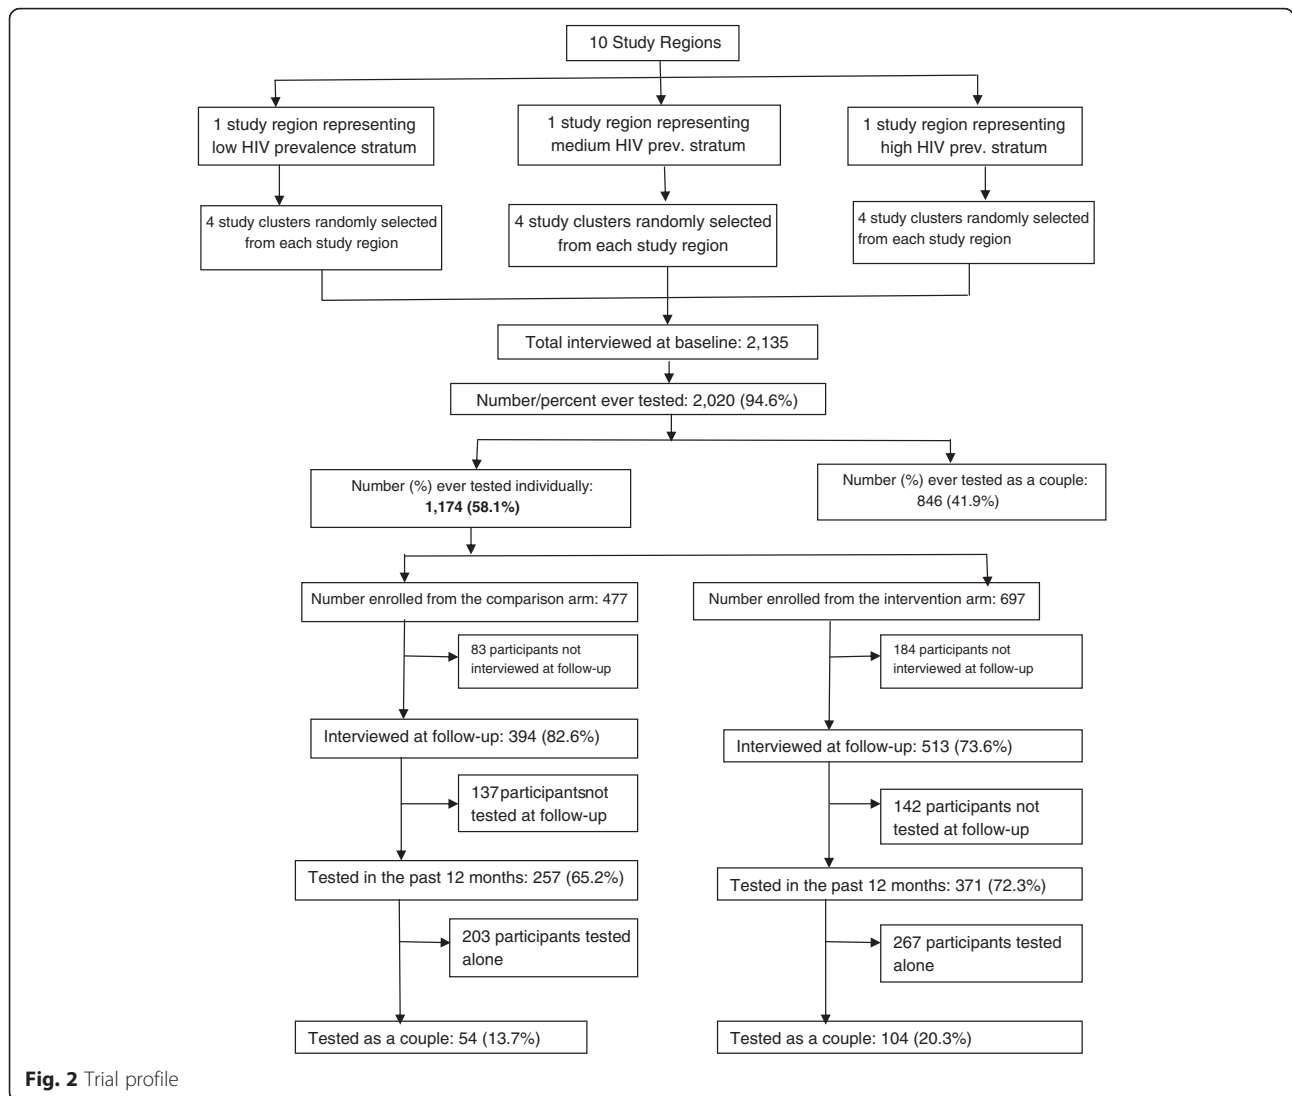 10 Study Regions
1 study region representing
low HIV prevalence stratum
1 study region representing
medium HIV prev. stratum
1 study region representing
high HIV prev. stratum
4 study clusters randomly selected
from each study region
4 study clusters randomly selected
from each study region
4 study clusters randomly selected
from each study region
Total interviewed at baseline: 2,135
Number/percent ever tested: 2,020 (94.6%)
Number (%) ever tested individually:
1,174 (58.1%)
Number (%) ever tested as a couple:
846 (41.9%)
Number enrolled from the comparison arm: 477
Number enrolled from the intervention arm: 697
83 participants not
interviewed at follow-up
184 participants not
interviewed at follow-up
Interviewed at follow-up: 394 (82.6%)
Interviewed at follow-up: 513 (73.6%)
137participantsnot
tested at follow-up
142 participants not
tested at follow-up
Tested in the past 12 months: 257 (65.2%)
Tested in the past 12 months: 371 (72.3%)
203 participants tested
alone
267 participants tested
alone
Tested as a couple: 54 (13.7%)
Tested as a couple: 104 (20.3%)
Fig. 2 Trial profile